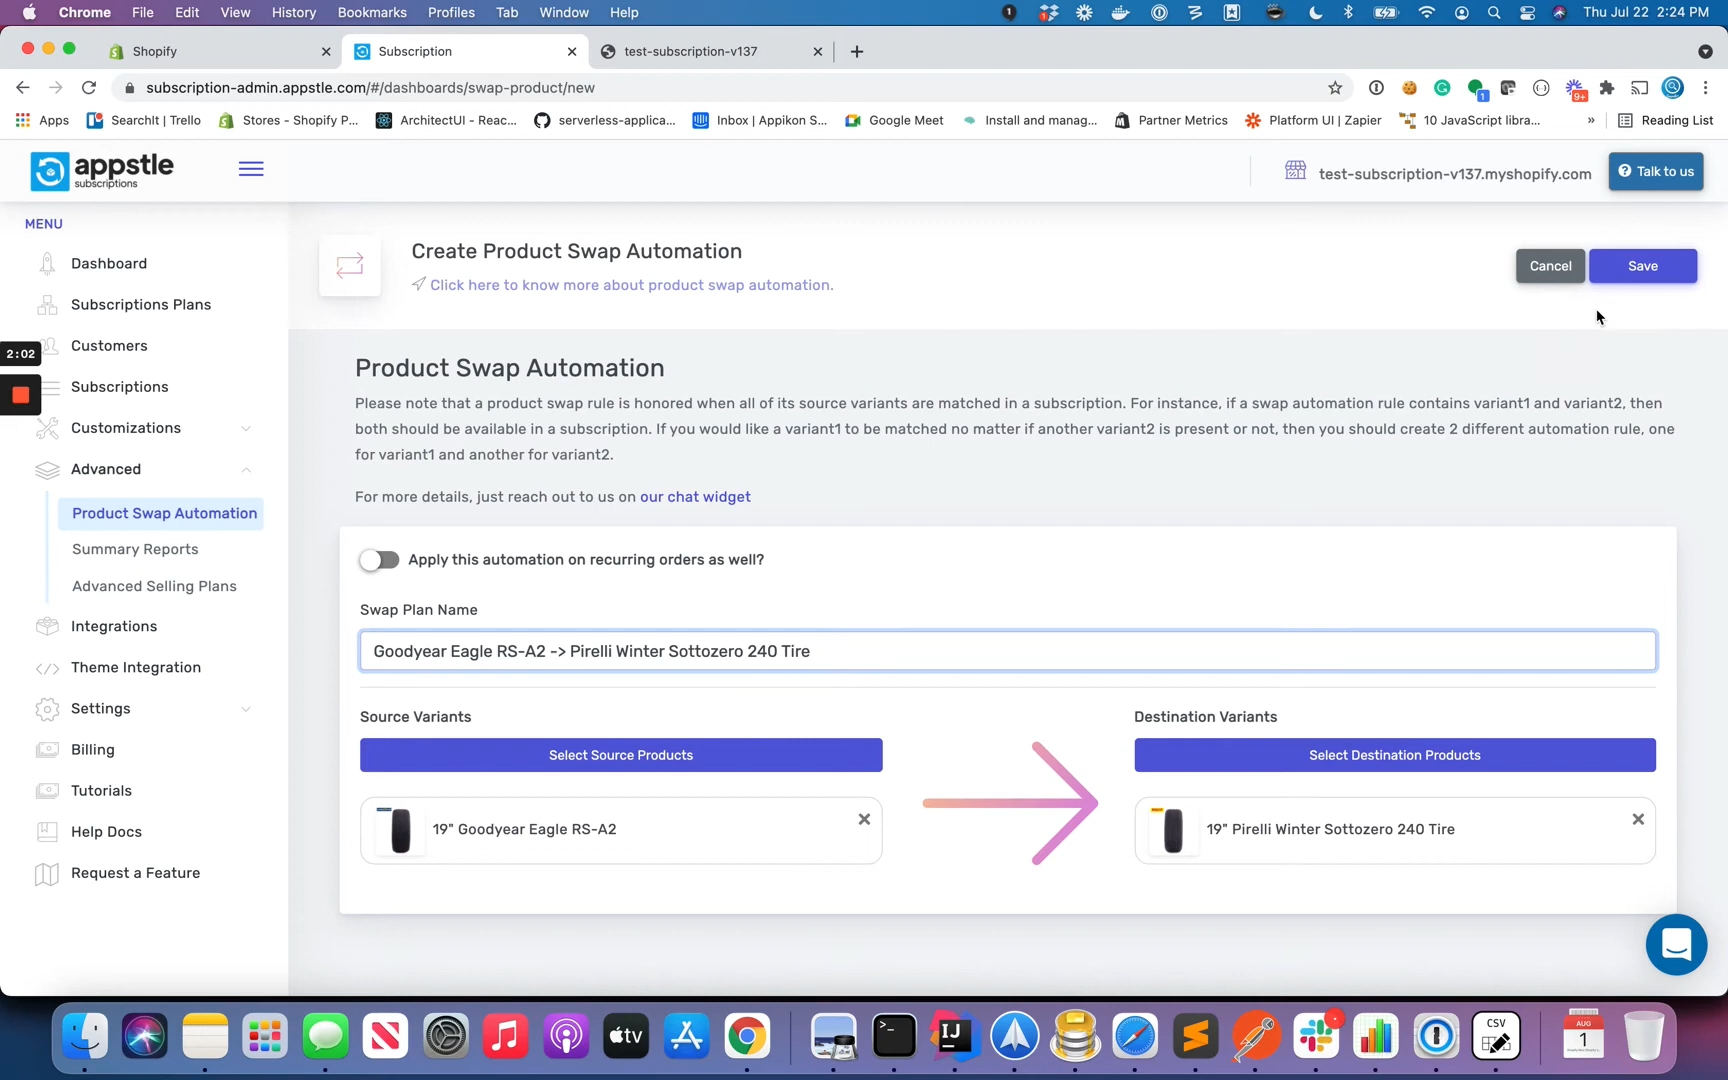 Chrome File Edit View History Bookmarks Profiles Tab Window Help Thu Jul 22 2:24 PM
Shopify Subscription test-subscription-v137
subscription-admin.appstle.com/#/dashboards/swap-product/new
Apps SearchIt | Trello Stores - Shopify P... ArchitectUI - Reac... serverless-applica... Inbox | Appikon S... Google Meet Install and manag... Partner Metrics Platform UI | Zapier 10 JavaScript libra... » Reading List
appstle
subscriptions
test-subscription-v137.myshopify.com
Talk to us
MENU
Dashboard
Subscriptions Plans
Customers
2:02
Subscriptions
Customizations
Advanced
Product Swap Automation
Summary Reports
Advanced Selling Plans
Integrations
Theme Integration
Settings
Billing
Tutorials
Help Docs
Request a Feature
Create Product Swap Automation
Click here to know more about product swap automation.
Cancel
Save
Product Swap Automation
Please note that a product swap rule is honored when all of its source variants are matched in a subscription. For instance, if a swap automation rule contains variant1 and variant2, then
both should be available in a subscription. If you would like a variant1 to be matched no matter if another variant2 is present or not, then you should create 2 different automation rule, one
for variant1 and another for variant2.
For more details, just reach out to us on our chat widget
Apply this automation on recurring orders as well?
Swap Plan Name
Goodyear Eagle RS-A2 -> Pirelli Winter Sottozero 240 Tire
Source Variants
Select Source Products
19" Goodyear Eagle RS-A2
Destination Variants
Select Destination Products
19" Pirelli Winter Sottozero 240 Tire
tv
IJ
CSV
AUG
1